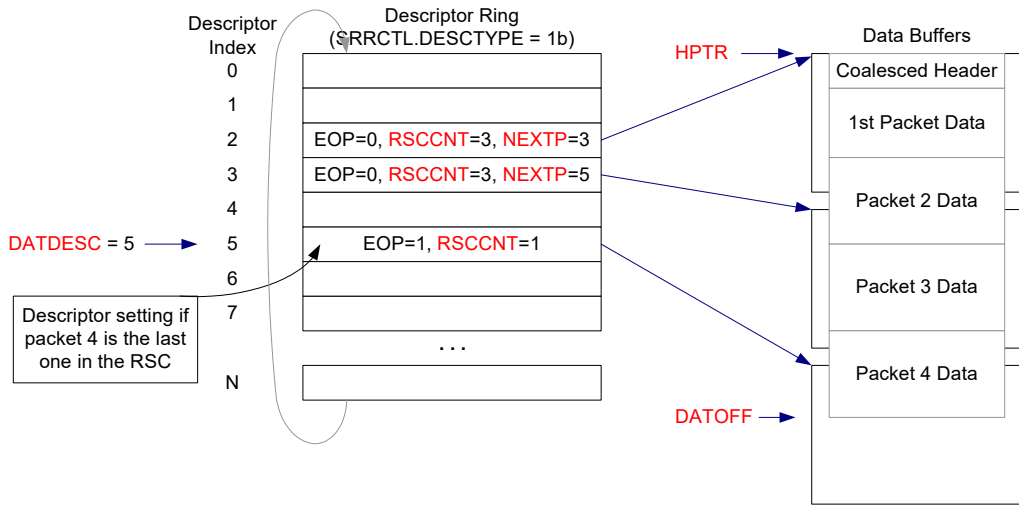 Descriptor
Index
Descriptor Ring
(SRRCTL.DESCTYPE = 1b)
Data Buffers
HPTR
0
1
2
3
4
5
6
7
N
EOP=0, RSCCNT=3, NEXTP=3
EOP=0, RSCCNT=3, NEXTP=5
EOP=1, RSCCNT=1
. . .
DATDESC = 5
Descriptor setting if
packet 4 is the last
one in the RSC
Coalesced Header
1st Packet Data
Packet 2 Data
Packet 3 Data
Packet 4 Data
DATOFF